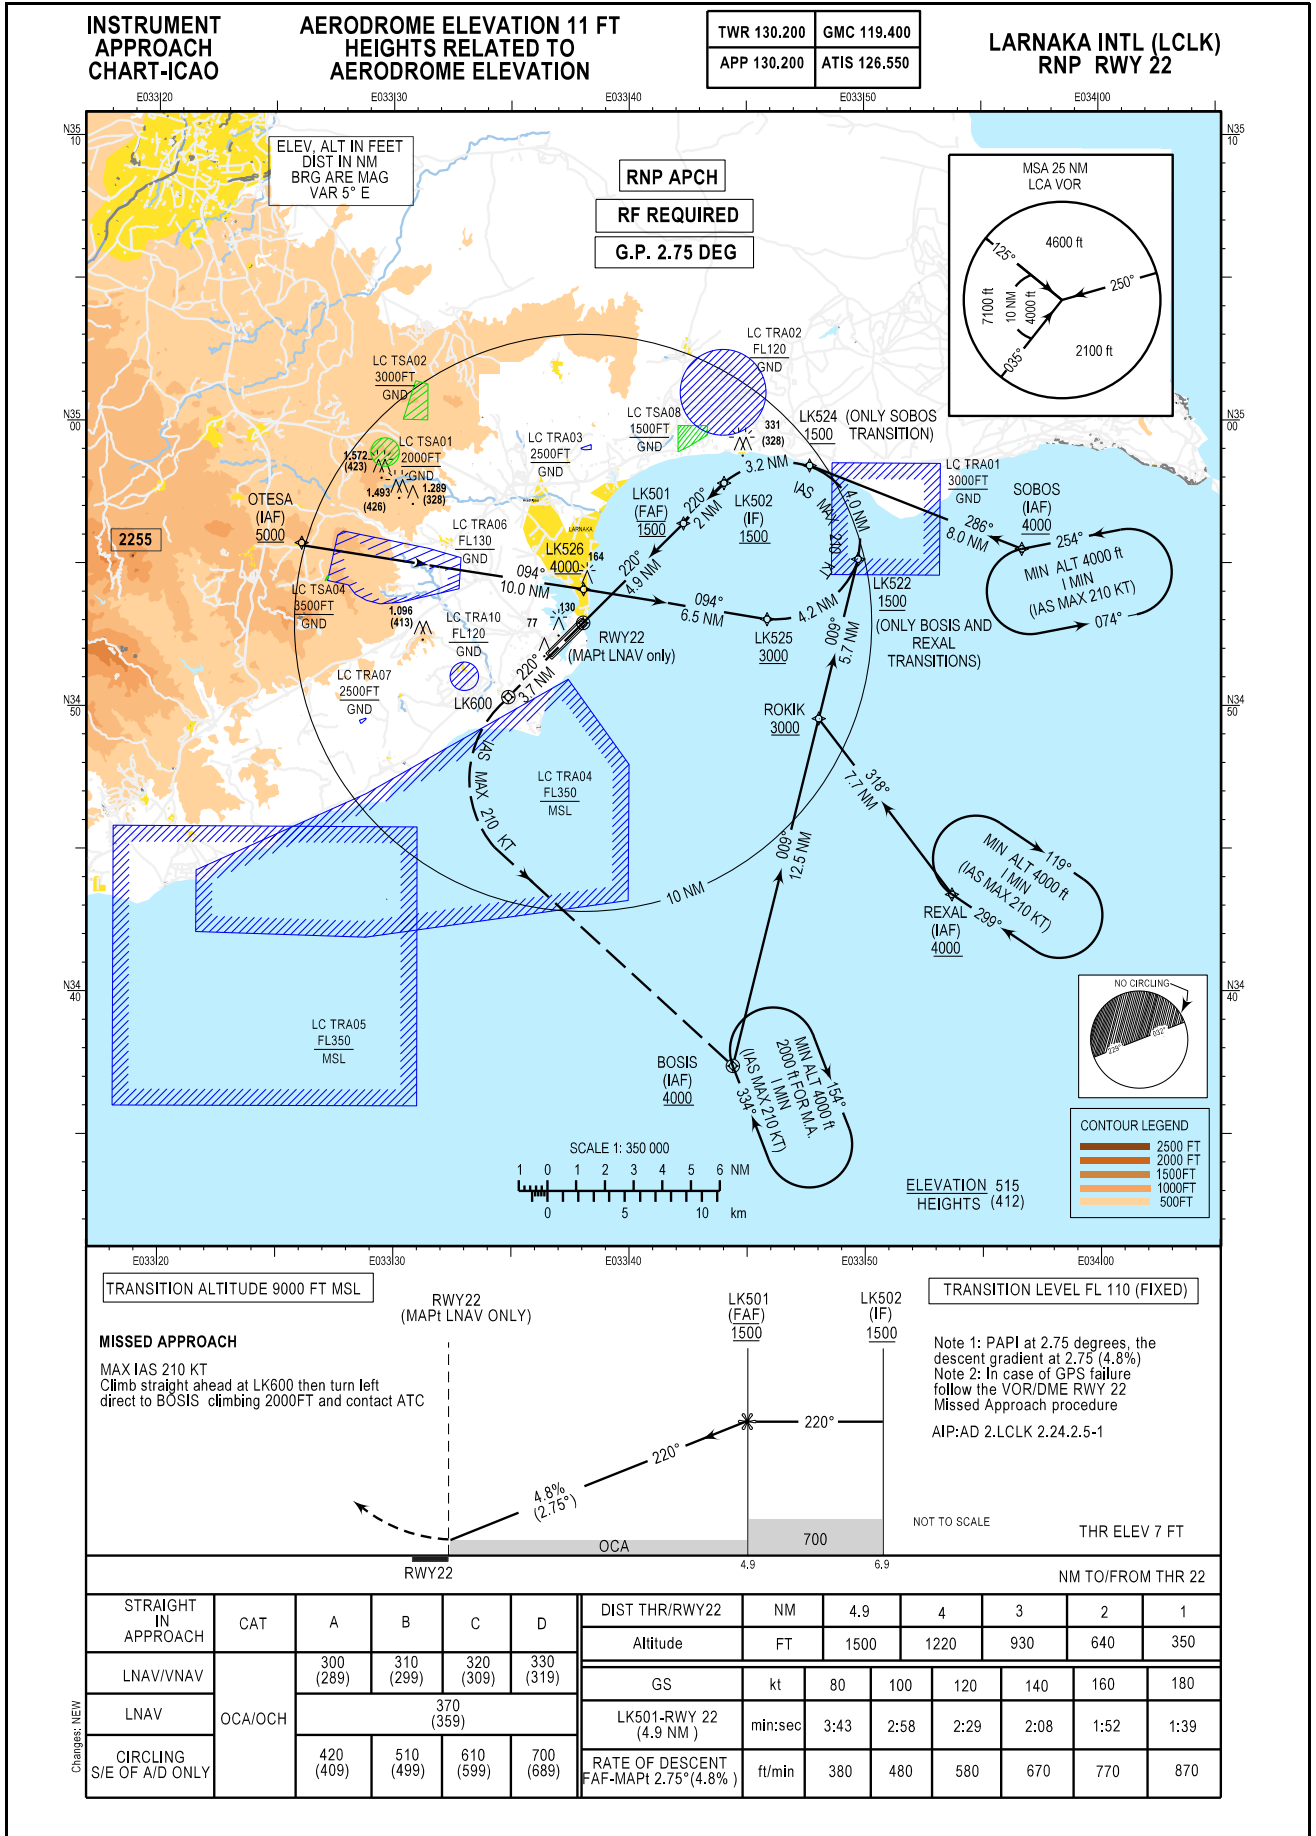 INSTRUMENT
APPROACH
CHART-ICAO
AERODROME ELEVATION 11 FT
HEIGHTS RELATED TO
AERODROME ELEVATION
TWR 130.200 GMC 119.400
APP 130.200 ATIS 126.550
LARNAKA INTL (LCLK)
RNP RWY 22
E033|20 E033|30 E033|40 E033|50 E034|00
N35
10
N35
10
ELEV, ALT IN FEET
DIST IN NM
BRG ARE MAG
VAR 5° E
RNP APCH
RF REQUIRED
G.P. 2.75 DEG
MSA 25 NM
LCA VOR
4600 ft
125°
250°
7100 ft
10 NM
4000 ft
035°
2100 ft
LC TRA02
FL120
GND
LC TSA02
3000FT
GND
N35
00
N35
00
LC TSA08
1500FT
GND
331
(328)
LK524 (ONLY SOBOS
1500 TRANSITION)
LC TSA01
2000FT
GND
1.572
(423)
1.493
(426)
1.289
(328)
LC TRA03
2500FT
GND
3.2 NM
LC TRA01
3000FT
GND
OTESA
(IAF)
5000
LK501
(FAF)
1500
220°
2 NM
LK502
(IF)
1500
IAS MAX 210 KT
4.0 NM
SOBOS
(IAF)
4000
286°
8.0 NM
254°
MIN ALT 4000 ft
I MIN
(IAS MAX 210 KT)
074°
2255
LC TRA06
FL130
GND
LARNAKA
LK526
4000
164
220°
4.9 NM
094°
10.0 NM
LC TSA04
3500FT
GND
1.096
(413)
LC TRA10
FL120
GND
77
130
RWY22
(MAPt LNAV only)
094°
6.5 NM
LK525
3000
4.2 NM
LK522
1500
(ONLY BOSIS AND
REXAL
TRANSITIONS)
009°
5.7 NM
220°
3.7 NM
LC TRA07
2500FT
GND
LK600
N34
50
N34
50
ROKIK
3000
IAS MAX 210 KT
LC TRA04
FL350
MSL
318°
7.7 NM
009°
12.5 NM
10 NM
119°
MIN ALT 4000 ft
I MIN
(IAS MAX 210 KT)
299°
REXAL
(IAF)
4000
N34
40
N34
40
NO CIRCLING
229°
032°
LC TRA05
FL350
MSL
BOSIS
(IAF)
4000
154°
MIN ALT 4000 ft
2000 ft FOR M.A.
I MIN
(IAS MAX 210 KT)
334°
CONTOUR LEGEND
2500 FT
2000 FT
1500FT
1000FT
500FT
SCALE 1: 350 000
1 0 1 2 3 4 5 6 NM
0 5 10 km
ELEVATION 515
HEIGHTS (412)
E033|20 E033|30 E033|40 E033|50 E034|00
TRANSITION ALTITUDE 9000 FT MSL
TRANSITION LEVEL FL 110 (FIXED)
RWY22
(MAPt LNAV ONLY)
LK501
(FAF)
1500
LK502
(IF)
1500
MISSED APPROACH
MAX IAS 210 KT
Climb straight ahead at LK600 then turn left
direct to BOSIS climbing 2000FT and contact ATC
Note 1: PAPI at 2.75 degrees, the
descent gradient at 2.75 (4.8%)
Note 2: In case of GPS failure
follow the VOR/DME RWY 22
Missed Approach procedure
AIP:AD 2.LCLK 2.24.2.5-1
220°
220°
4.8%
(2.75°)
OCA
700
NOT TO SCALE
THR ELEV 7 FT
RWY22
4.9
6.9
NM TO/FROM THR 22
STRAIGHT
IN
APPROACH
CAT A B C D
LNAV/VNAV
OCA/OCH
300 310 320 330
(289) (299) (309) (319)
LNAV
370
(359)
CIRCLING
S/E OF A/D ONLY
420 510 610 700
(409) (499) (599) (689)
DIST THR/RWY22 NM 4.9 4 3 2 1
Altitude FT 1500 1220 930 640 350
GS kt 80 100 120 140 160 180
LK501-RWY 22
(4.9 NM )
min:sec 3:43 2:58 2:29 2:08 1:52 1:39
RATE OF DESCENT
FAF-MAPt 2.75°(4.8% )
ft/min 380 480 580 670 770 870
Changes: NEW